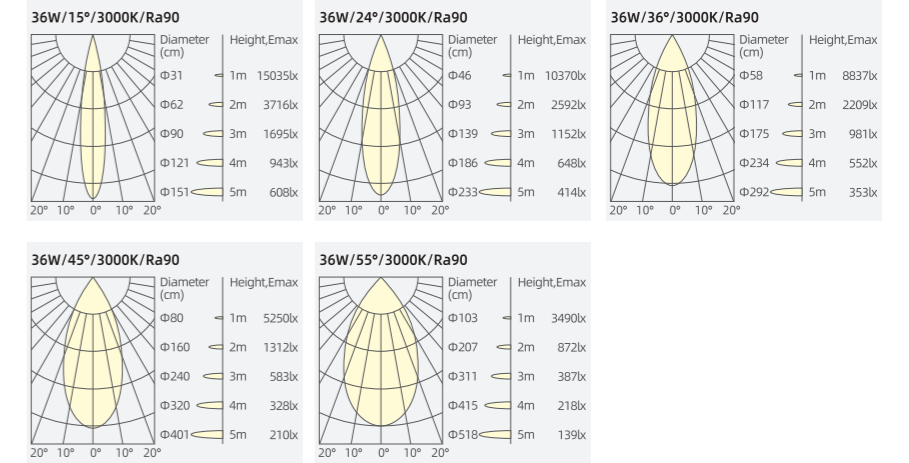 36W/15°/3000K/Ra90
Diameter Height,Emax
(cm)
Φ31 1m 15035lx
Φ62 2m 3716lx
Φ90 3m 1695lx
Φ121 4m 943lx
Φ151 5m 608lx
20° 10° 0° 10° 20°
36W/24°/3000K/Ra90
Diameter Height,Emax
(cm)
Φ46 1m 10370lx
Φ93 2m 2592lx
Φ139 3m 1152lx
Φ186 4m 648lx
Φ233 5m 414lx
20° 10° 0° 10° 20°
36W/36°/3000K/Ra90
Diameter Height,Emax
(cm)
Φ58 1m 8837lx
Φ117 2m 2209lx
Φ175 3m 981lx
Φ234 4m 552lx
Φ292 5m 353lx
20° 10° 0° 10° 20°
36W/45°/3000K/Ra90
Diameter Height,Emax
(cm)
Φ80 1m 5250lx
Φ160 2m 1312lx
Φ240 3m 583lx
Φ320 4m 328lx
Φ401 5m 210lx
20° 10° 0° 10° 20°
36W/55°/3000K/Ra90
Diameter Height,Emax
(cm)
Φ103 1m 3490lx
Φ207 2m 872lx
Φ311 3m 387lx
Φ415 4m 218lx
Φ518 5m 139lx
20° 10° 0° 10° 20°